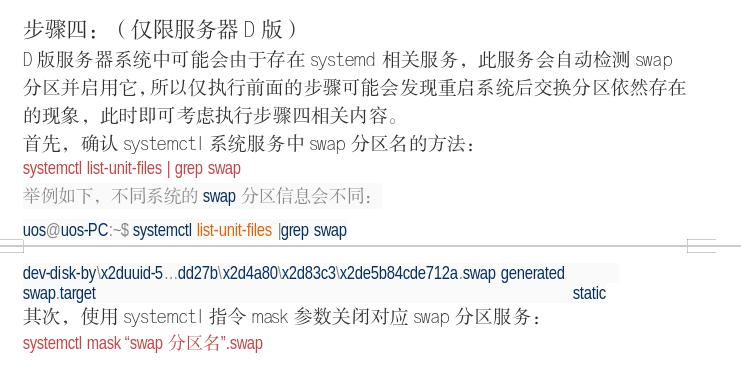 步骤四：（仅限服务器 D 版）
D 版服务器系统中可能会由于存在 systemd 相关服务，此服务会自动检测 swap
分区并启用它，所以仅执行前面的步骤可能会发现重启系统后交换分区依然存在
的现象，此时即可考虑执行步骤四相关内容。
首先，确认 systemctl 系统服务中 swap 分区名的方法：
systemctl list-unit-files | grep swap
举例如下，不同系统的 swap 分区信息会不同：
uos@uos-PC:~$ systemctl list-unit-files |grep swap
dev-disk-by\x2duuid-5…dd27b\x2d4a80\x2d83c3\x2de5b84cde712a.swap generated
swap.target static
其次，使用 systemctl 指令 mask 参数关闭对应 swap 分区服务：
systemctl mask “swap 分区名”.swap